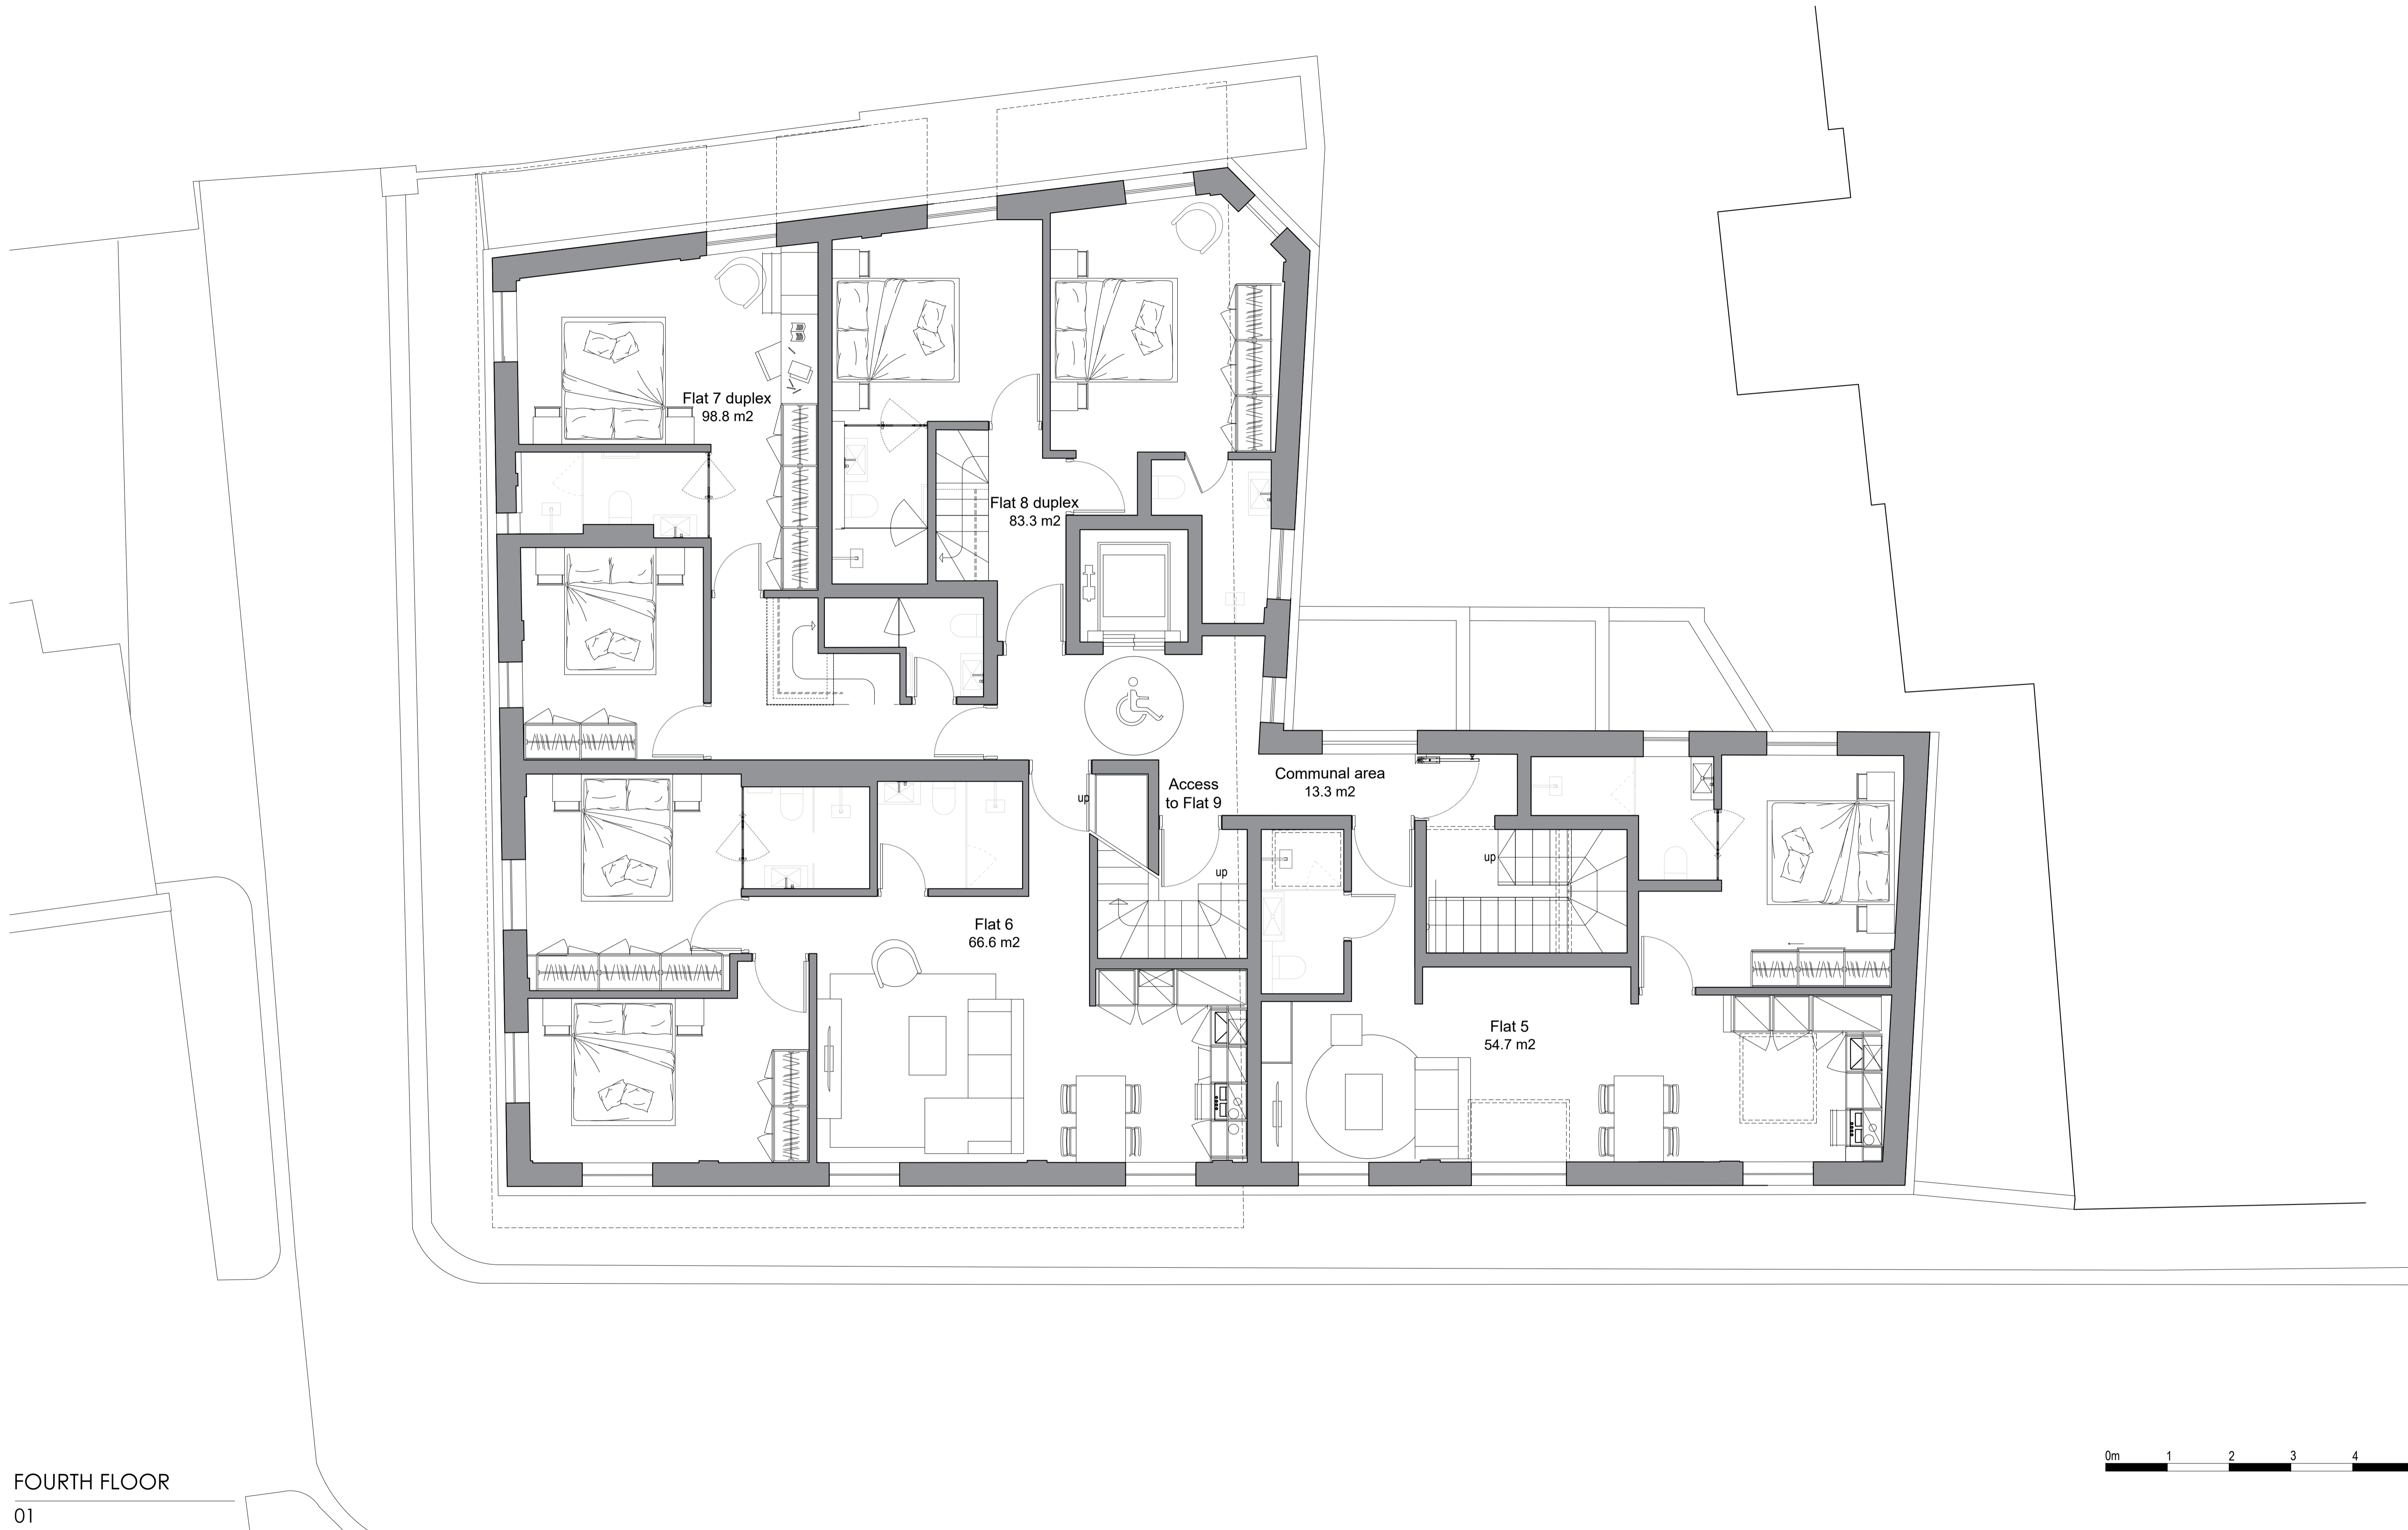 Flat 7 duplex
98.8 m2
Flat 8 duplex
83.3 m2
Access
to Flat 9
Communal area
13.3 m2
up
up
up
Flat 6
66.6 m2
Flat 5
54.7 m2
0m 1 2 3 4
FOURTH FLOOR
01